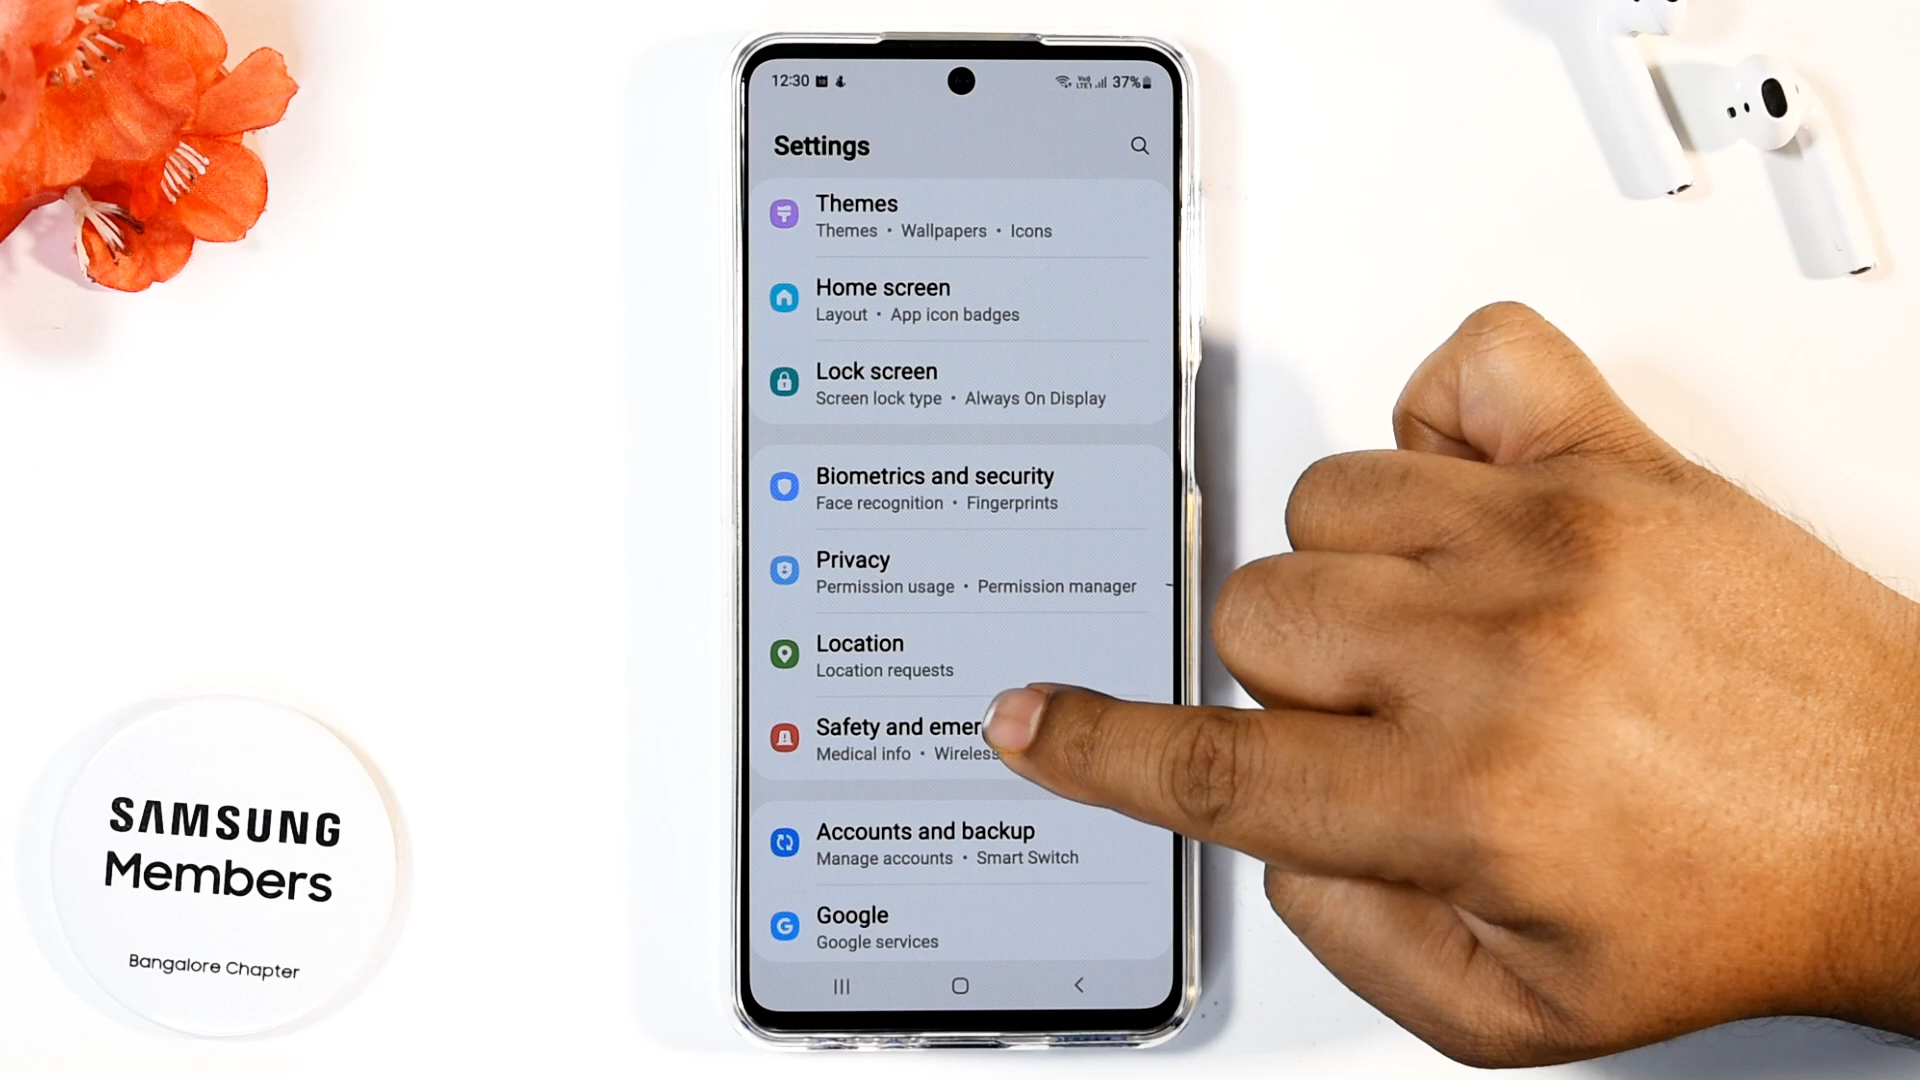 12:30
37%
Settings
Themes
Themes • Wallpapers • Icons
Home screen
Layout • App icon badges
Lock screen
Screen lock type • Always On Display
Biometrics and security
Face recognition • Fingerprints
Privacy
Permission usage • Permission manager
Location
Location requests
Safety and emer
Medical info • Wireless
Accounts and backup
Manage accounts • Smart Switch
Google
Google services
SAMSUNG
Members
Bangalore Chapter